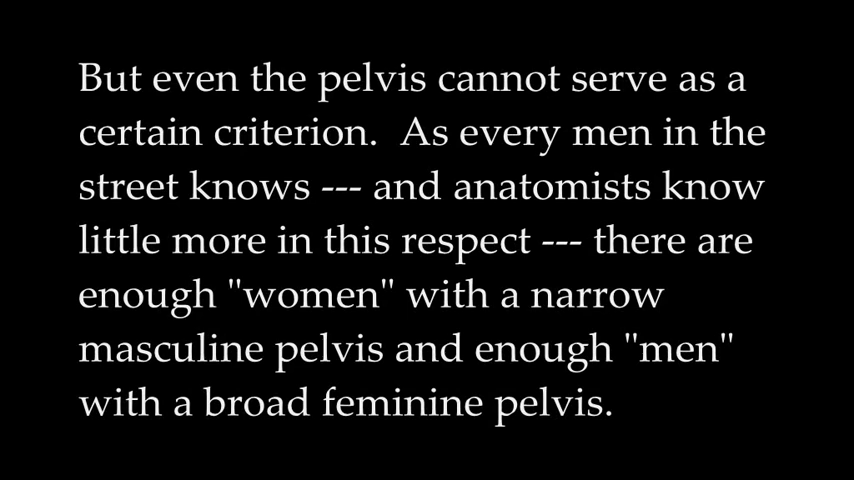 But even the pelvis cannot serve as a
certain criterion.  As every men in the
street knows --- and anatomists know
little more in this respect --- there are
enough "women" with a narrow
masculine pelvis and enough "men"
with a broad feminine pelvis.